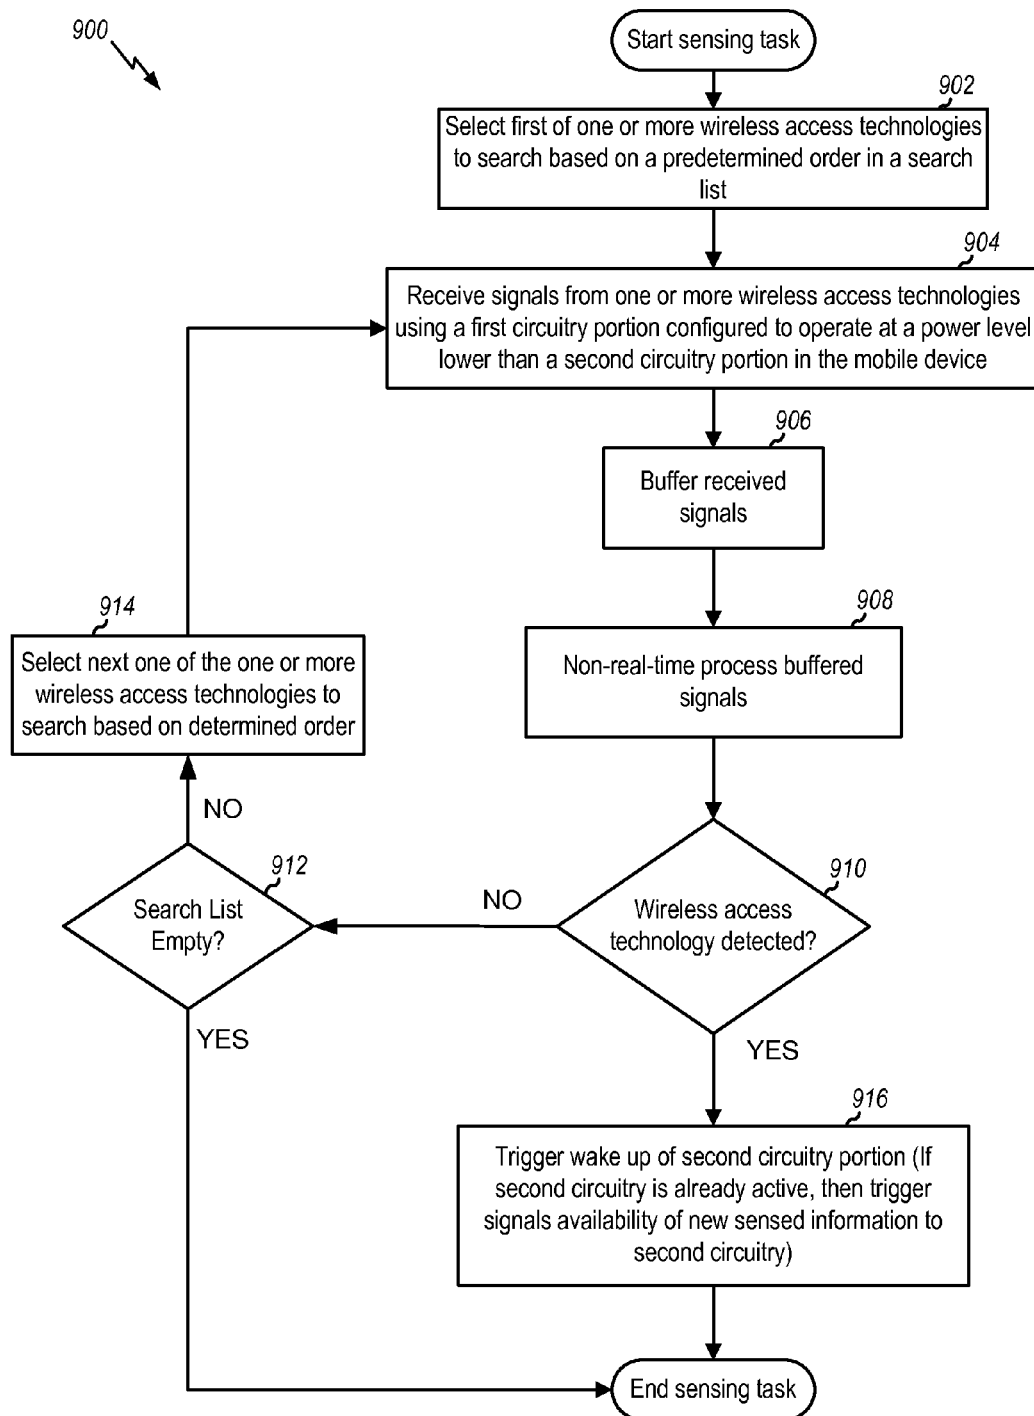 900
Start sensing task
902
Select first of one or more wireless access technologies
to search based on a predetermined order in a search
list
904
Receive signals from one or more wireless access technologies
using a first circuitry portion configured to operate at a power level
lower than a second circuitry portion in the mobile device
906
Buffer received
signals
908
Non-real-time process buffered
signals
914
Select next one of the one or more
wireless access technologies to
search based on determined order
NO
912
Search List
Empty?
NO
910
Wireless access
technology detected?
YES
YES
916
Trigger wake up of second circuitry portion (If
second circuitry is already active, then trigger
signals availability of new sensed information to
second circuitry)
End sensing task